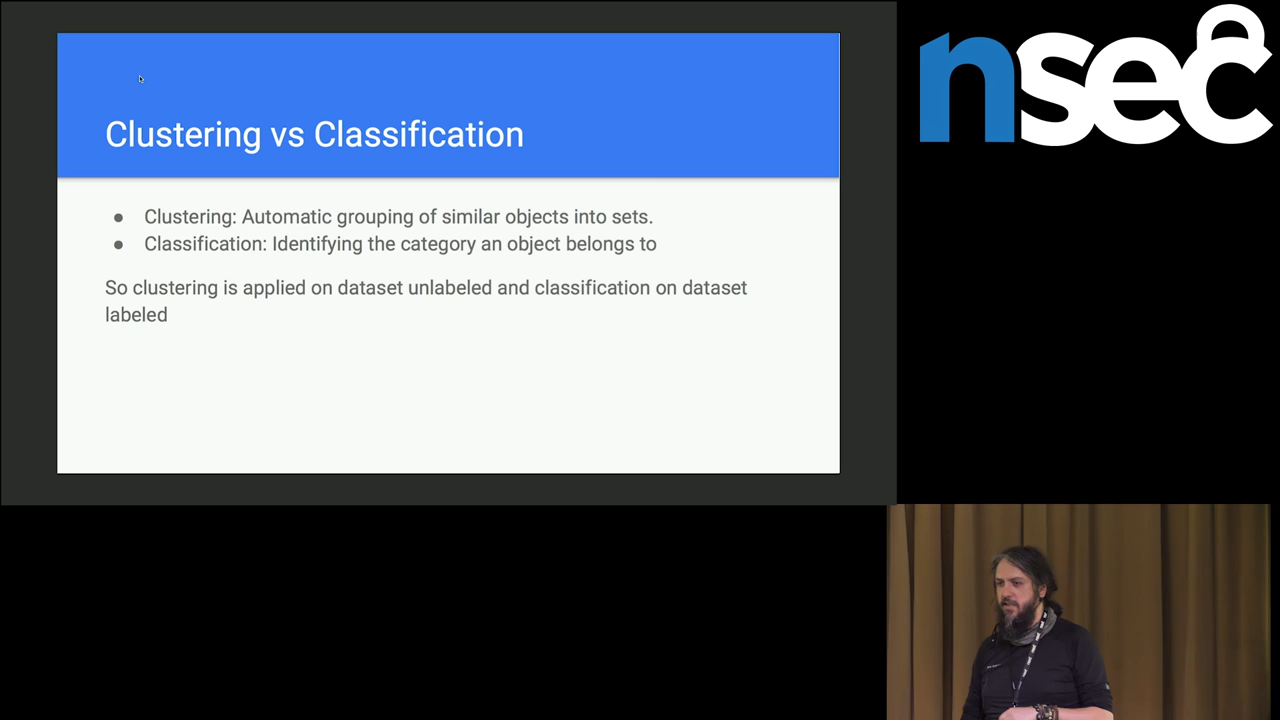 nsec
Clustering vs Classification
● Clustering: Automatic grouping of similar objects into sets.
● Classification: Identifying the category an object belongs to
So clustering is applied on dataset unlabeled and classification on dataset
labeled